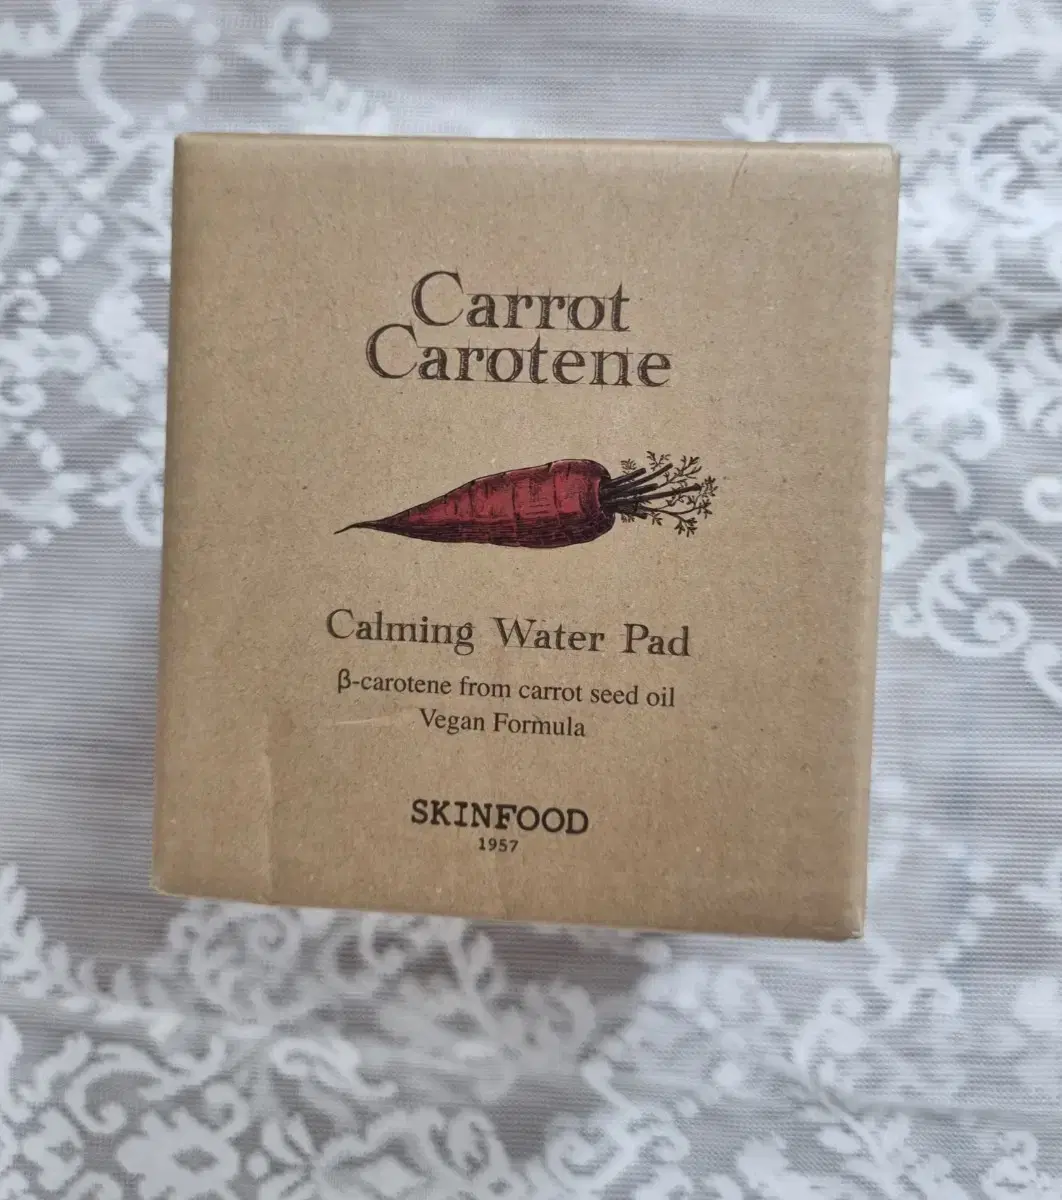 Carrot
Carotene
Calming Water Pad
β-carotene from carrot seed oil
Vegan Formula
SKINFOOD
1957